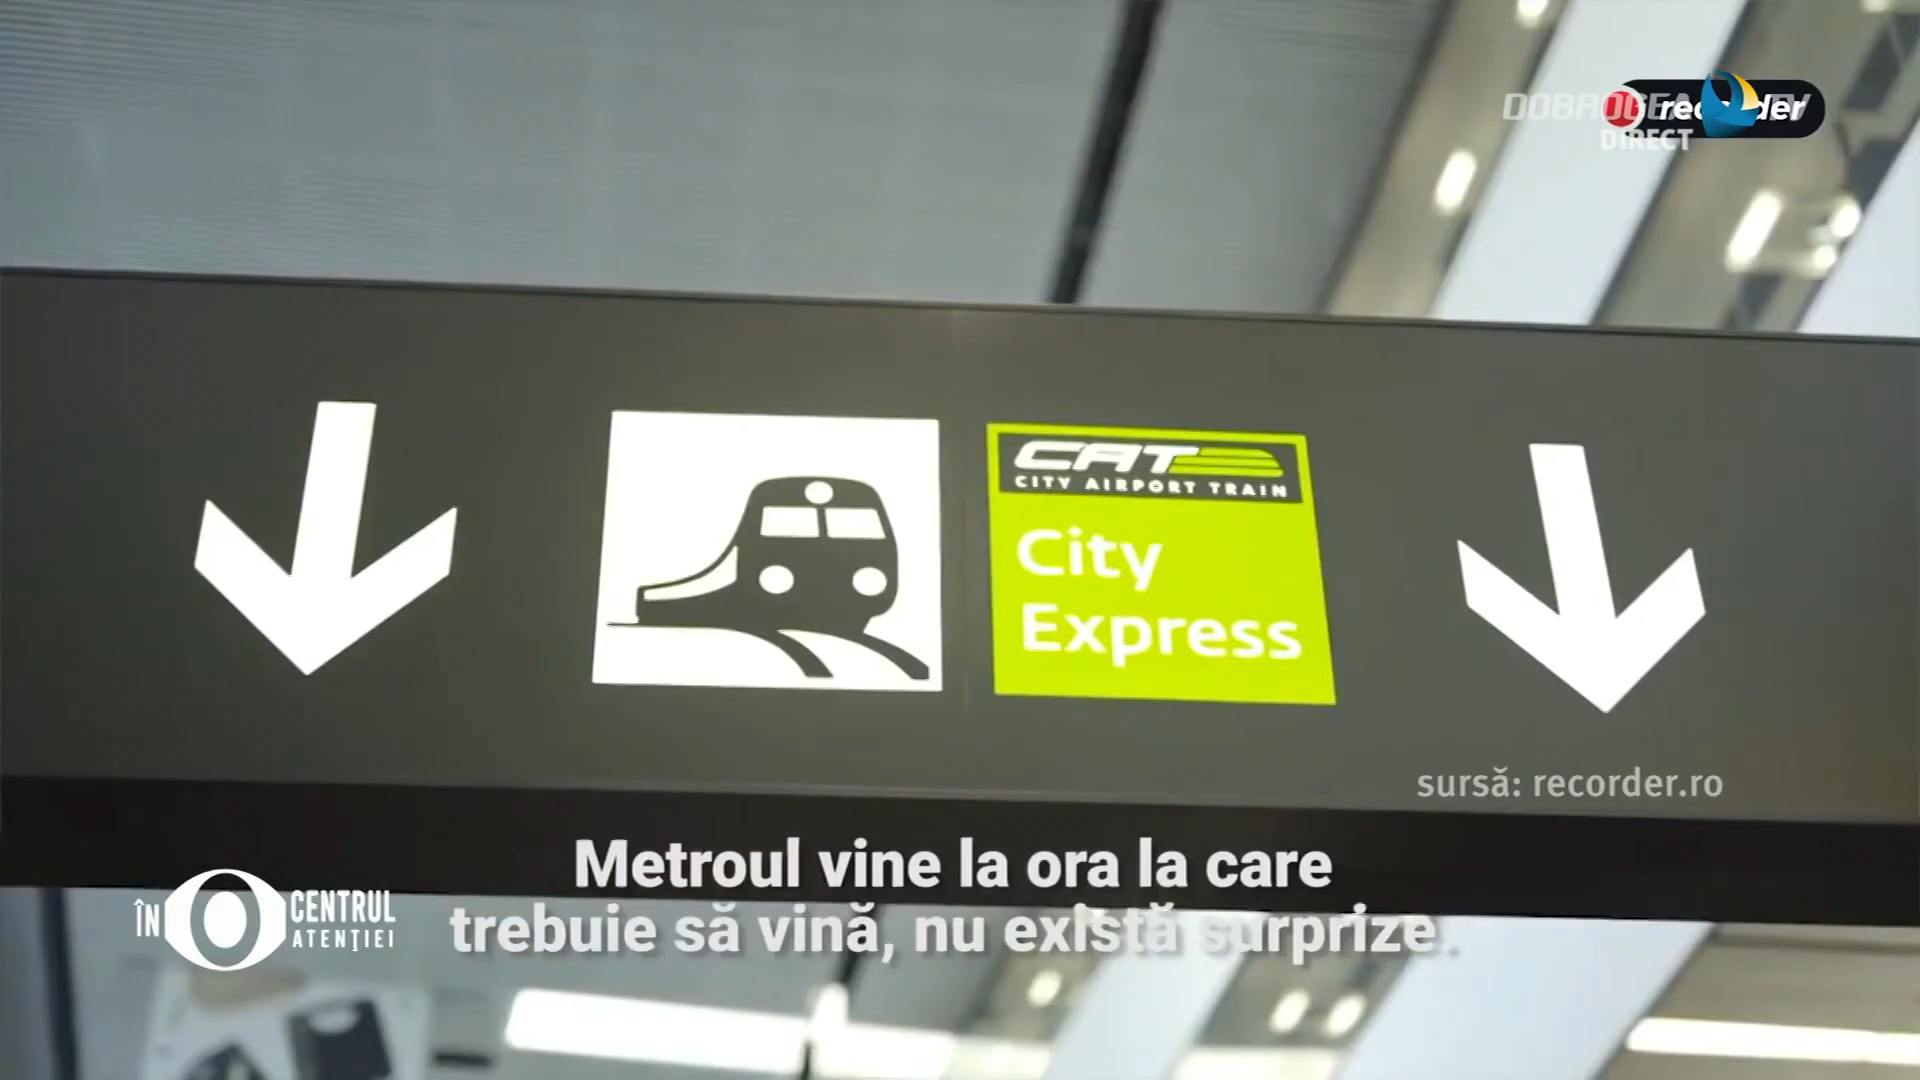 DOBROGEA TV
recorder
DIRECT
CAT
CITY AIRPORT TRAIN
City
Express
sursă: recorder.ro
Metroul vine la ora la care
trebuie să vină, nu există surprize.
ÎN CENTRUL
ATENȚIEI